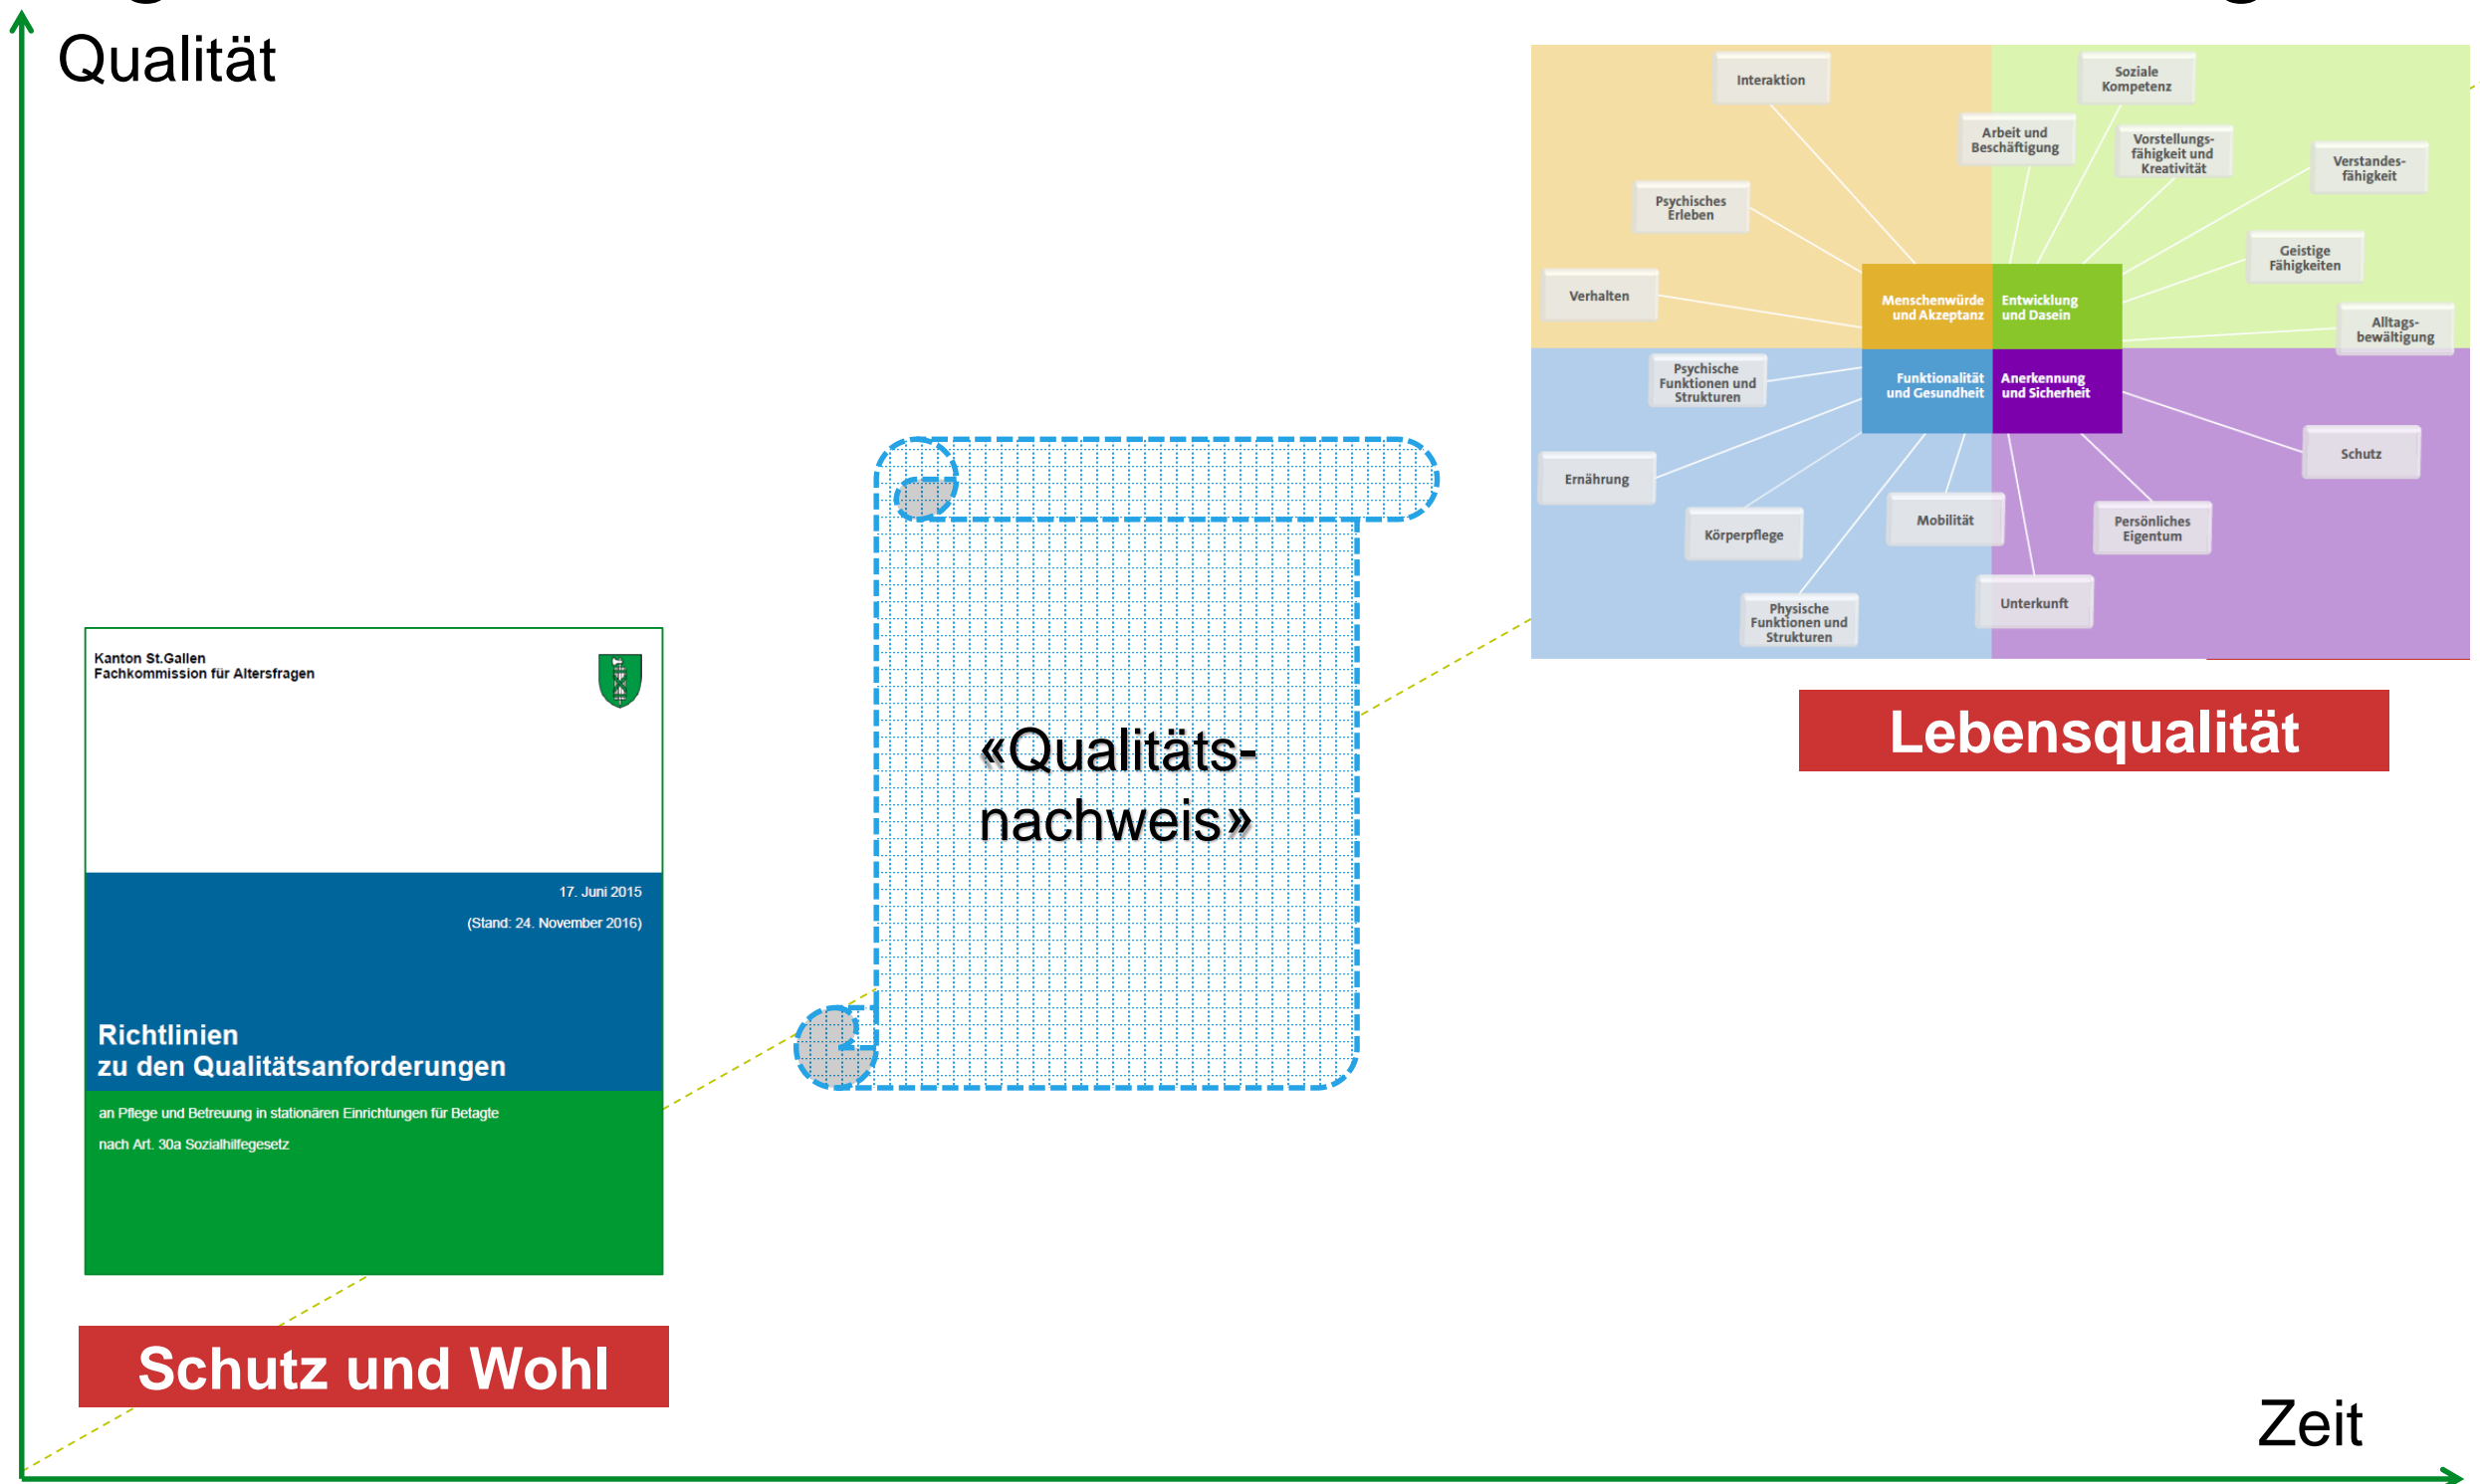 Qualität
Interaktion
Soziale
Kompetenz
Arbeit und
Beschäftigung
Vorstellungs-
fähigkeit und
Kreativität
Verstandes-
fähigkeit
Psychisches
Erleben
Geistige
Fähigkeiten
Verhalten
Menschenwürde
und Akzeptanz
Entwicklung
und Dasein
Alltags-
bewältigung
Psychische
Funktionen und
Strukturen
Funktionalität
und Gesundheit
Anerkennung
und Sicherheit
Schutz
Ernährung
Körperpflege
Mobilität
Persönliches
Eigentum
Physische
Funktionen und
Strukturen
Unterkunft
Lebensqualität
«Qualitäts-
nachweis»
Kanton St.Gallen
Fachkommission für Altersfragen
17. Juni 2015
(Stand: 24. November 2016)
Richtlinien
zu den Qualitätsanforderungen
an Pflege und Betreuung in stationären Einrichtungen für Betagte
nach Art. 30a Sozialhilfegesetz
Schutz und Wohl
Zeit